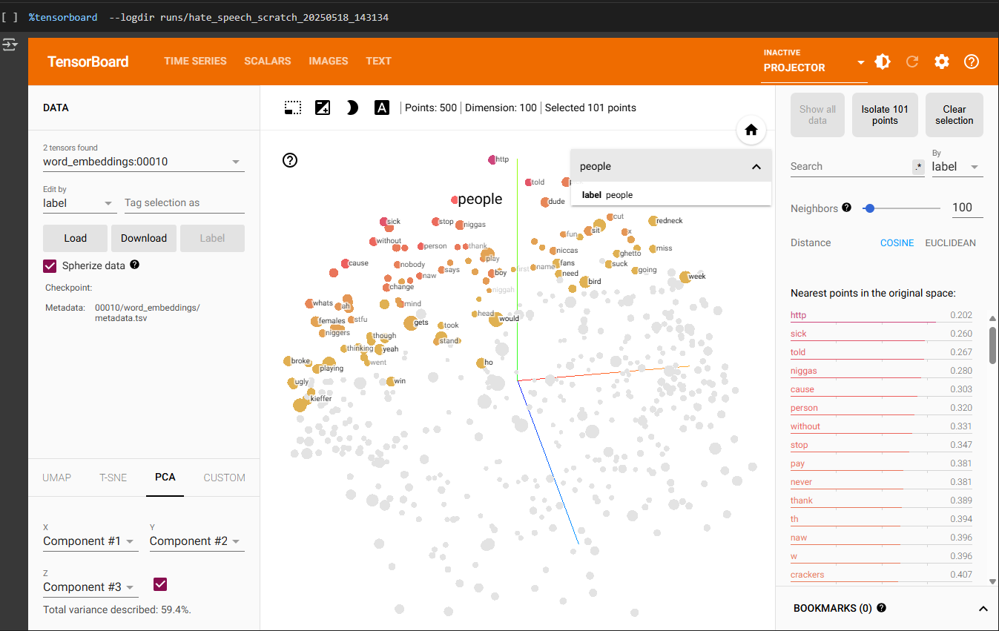 [ ] %tensorboard --logdir runs/hate_speech_scratch_20250518_143134
TensorBoard
TIME SERIES
SCALARS
IMAGES
TEXT
INACTIVE
PROJECTOR
DATA
Points: 500 | Dimension: 100 | Selected 101 points
2 tensors found
word_embeddings:00010
Edit by
label
Tag selection as
Load
Download
Label
Spherize data
Checkpoint:
Metadata: 00010/word_embeddings/
metadata.tsv
UMAP
T-SNE
PCA
CUSTOM
X
Component #1
Y
Component #2
Z
Component #3
Total variance described: 59.4%.
people
label people
http
told
people
dude
sick
stop
niggas
cut
redneck
sit
fun
x
without
person
thank
niccas
miss
ghetto
play
cause
nobody
says
first
name
fans
suck
going
naw
boy
need
bird
week
change
niggah
whats
ah
mind
head
would
females
stfu
gets
took
niggers
though
stand
thinking
yeah
broke
playing
went
ho
ugly
win
kieffer
Show all
data
Isolate 101
points
Clear
selection
Search
.*
By
label
Neighbors
100
Distance
COSINE
EUCLIDEAN
Nearest points in the original space:
http 0.202
sick 0.260
told 0.267
niggas 0.280
cause 0.303
person 0.320
without 0.331
stop 0.347
pay 0.381
never 0.381
thank 0.389
th 0.394
naw 0.396
w 0.396
crackers 0.407
BOOKMARKS (0)